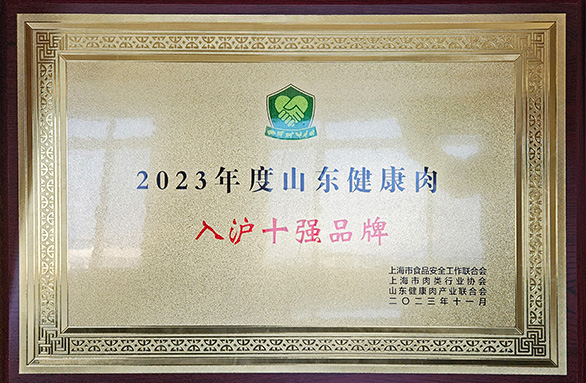 2023年度山东健康肉
入沪十强品牌
上海市食品安全工作联合会
上海市肉类行业协会
山东健康肉产业联合会
二〇二三年十一月